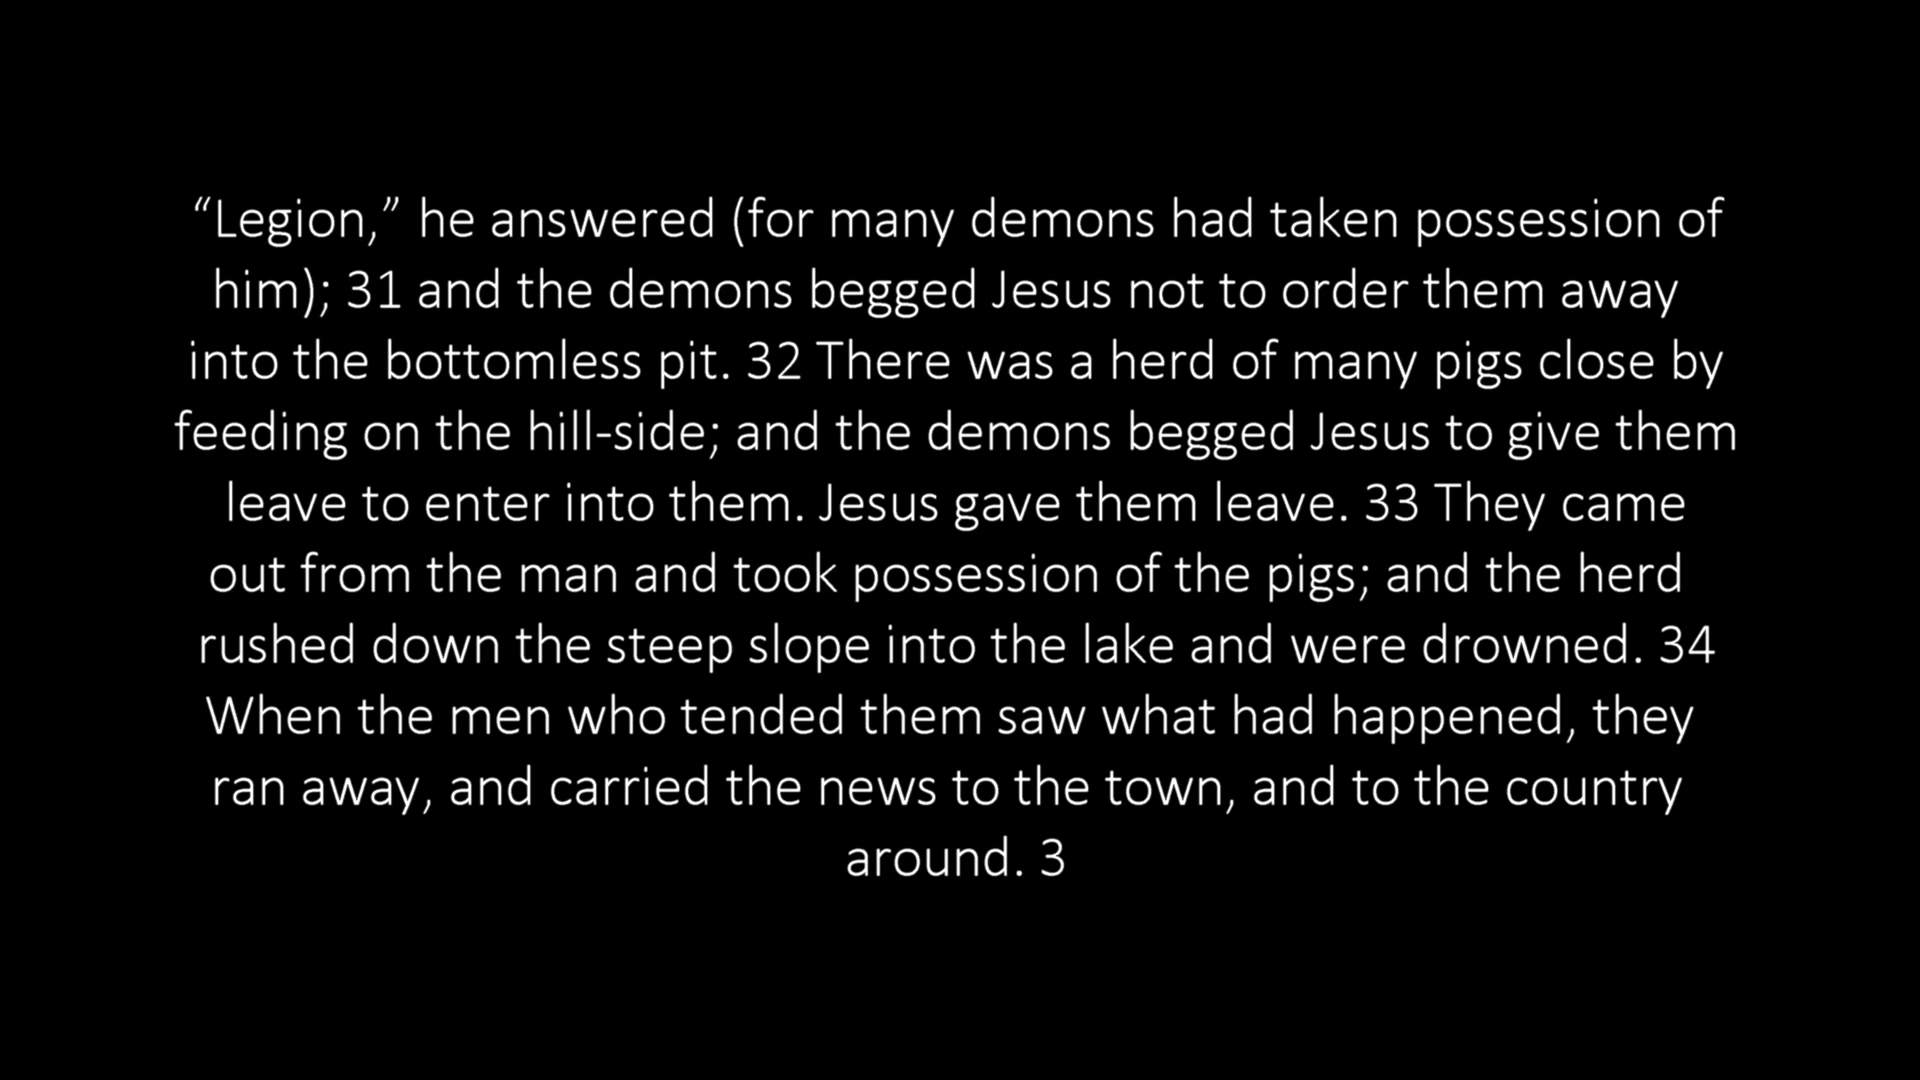 “Legion,” he answered (for many demons had taken possession of
him); 31 and the demons begged Jesus not to order them away
into the bottomless pit. 32 There was a herd of many pigs close by
feeding on the hill-side; and the demons begged Jesus to give them
leave to enter into them. Jesus gave them leave. 33 They came
out from the man and took possession of the pigs; and the herd
rushed down the steep slope into the lake and were drowned. 34
When the men who tended them saw what had happened, they
ran away, and carried the news to the town, and to the country
around. 3